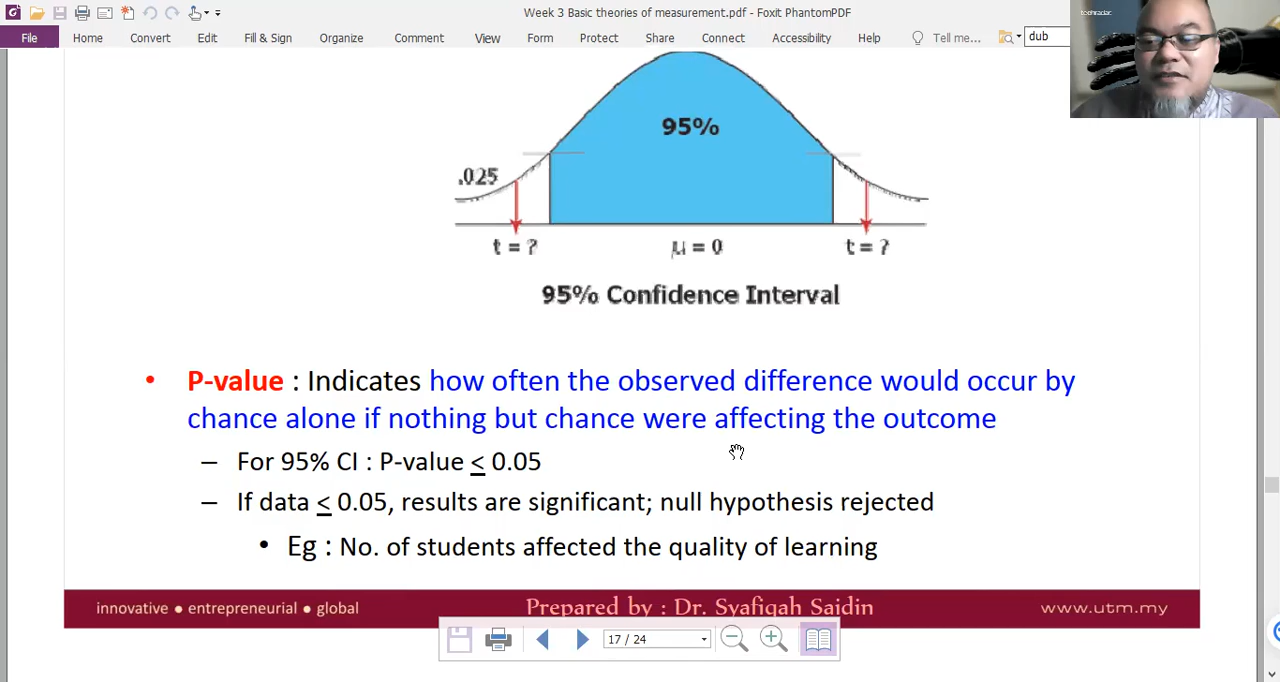 Week 3 Basic theories of measurement.pdf - Foxit PhantomPDF
File Home Convert Edit Fill & Sign Organize Comment View Form Protect Share Connect Accessibility Help Tell me... dub
techradar.
95%
.025
t = ? μ = 0 t = ?
95% Confidence Interval
• P-value : Indicates how often the observed difference would occur by
chance alone if nothing but chance were affecting the outcome
– For 95% CI : P-value < 0.05
– If data < 0.05, results are significant; null hypothesis rejected
• Eg : No. of students affected the quality of learning
innovative ● entrepreneurial ● global Prepared by : Dr. Syafiqah Saidin www.utm.my
17 / 24